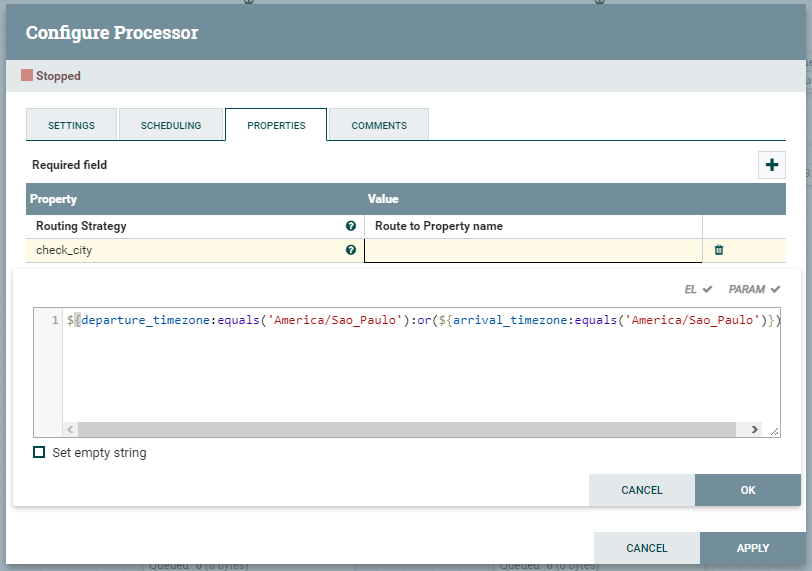 Configure Processor
Stopped
SETTINGS
SCHEDULING
PROPERTIES
COMMENTS
Required field
Property Value
Routing Strategy Route to Property name
check_city
EL PARAM
1 ${departure_timezone:equals('America/Sao_Paulo'):or(${arrival_timezone:equals('America/Sao_Paulo')})
Set empty string
CANCEL OK
CANCEL APPLY
Queued 0 (0 bytes) Queued 0 (0 bytes)